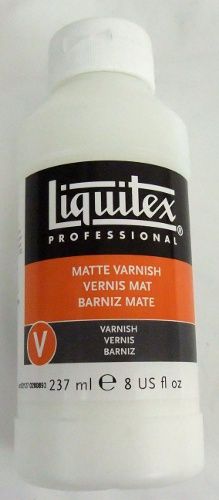 Liquitex®
PROFESSIONAL
MATTE VARNISH
VERNIS MAT
BARNIZ MATE
V
VARNISH
VERNIS
BARNIZ
237 ml ℮ 8 US fl oz